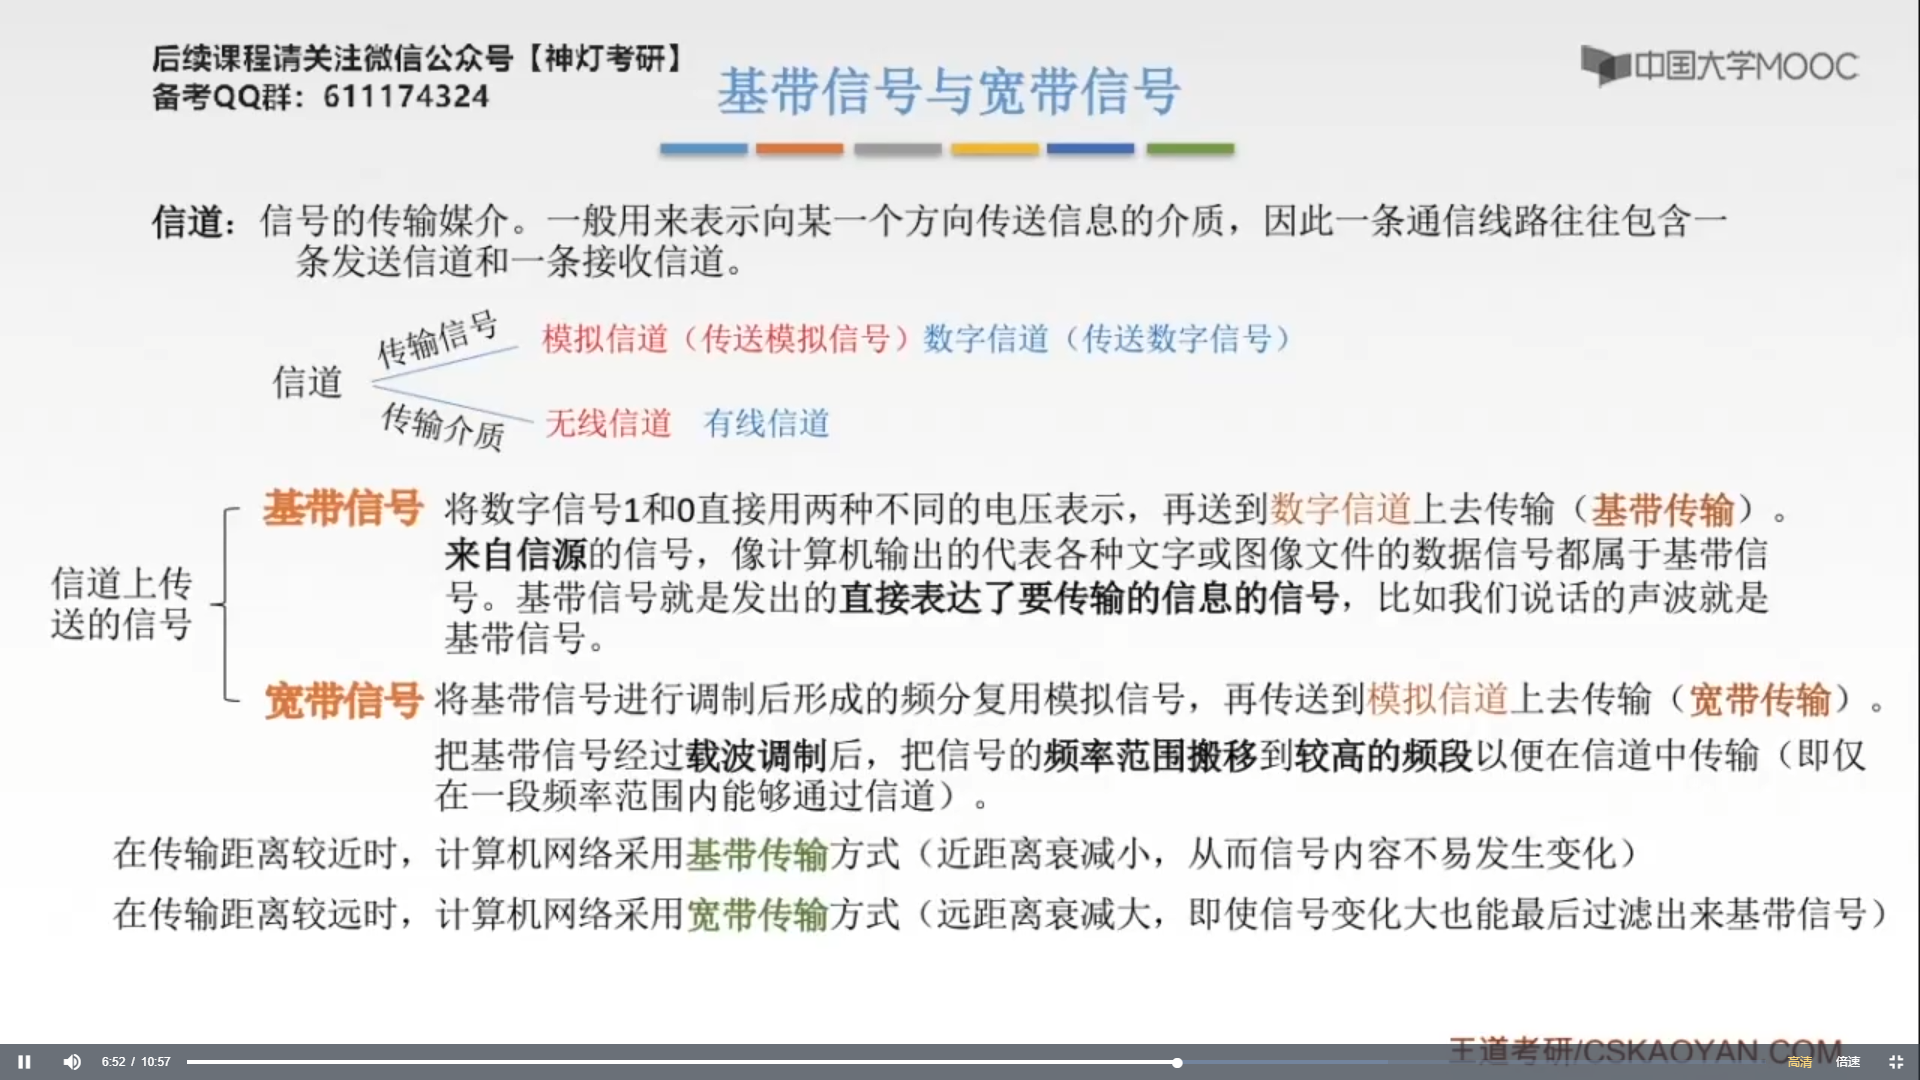 后续课程请关注微信公众号【神灯考研】
备考QQ群：611174324
中国大学MOOC
基带信号与宽带信号
信道：信号的传输媒介。一般用来表示向某一个方向传送信息的介质，因此一条通信线路往往包含一
条发送信道和一条接收信道。
传输信号
模拟信道（传送模拟信号）数字信道（传送数字信号）
信道
传输介质
无线信道 有线信道
基带信号 将数字信号1和0直接用两种不同的电压表示，再送到数字信道上去传输（基带传输）。
来自信源的信号，像计算机输出的代表各种文字或图像文件的数据信号都属于基带信
号。基带信号就是发出的直接表达了要传输的信息的信号，比如我们说话的声波就是
基带信号。
信道上传
送的信号
宽带信号 将基带信号进行调制后形成的频分复用模拟信号，再传送到模拟信道上去传输（宽带传输）。
把基带信号经过载波调制后，把信号的频率范围搬移到较高的频段以便在信道中传输（即仅
在一段频率范围内能够通过信道）。
在传输距离较近时，计算机网络采用基带传输方式（近距离衰减小，从而信号内容不易发生变化）
在传输距离较远时，计算机网络采用宽带传输方式（远距离衰减大，即使信号变化大也能最后过滤出来基带信号）
王道考研/CSKAOYAN.COM
6:52 / 10:57
高清 倍速